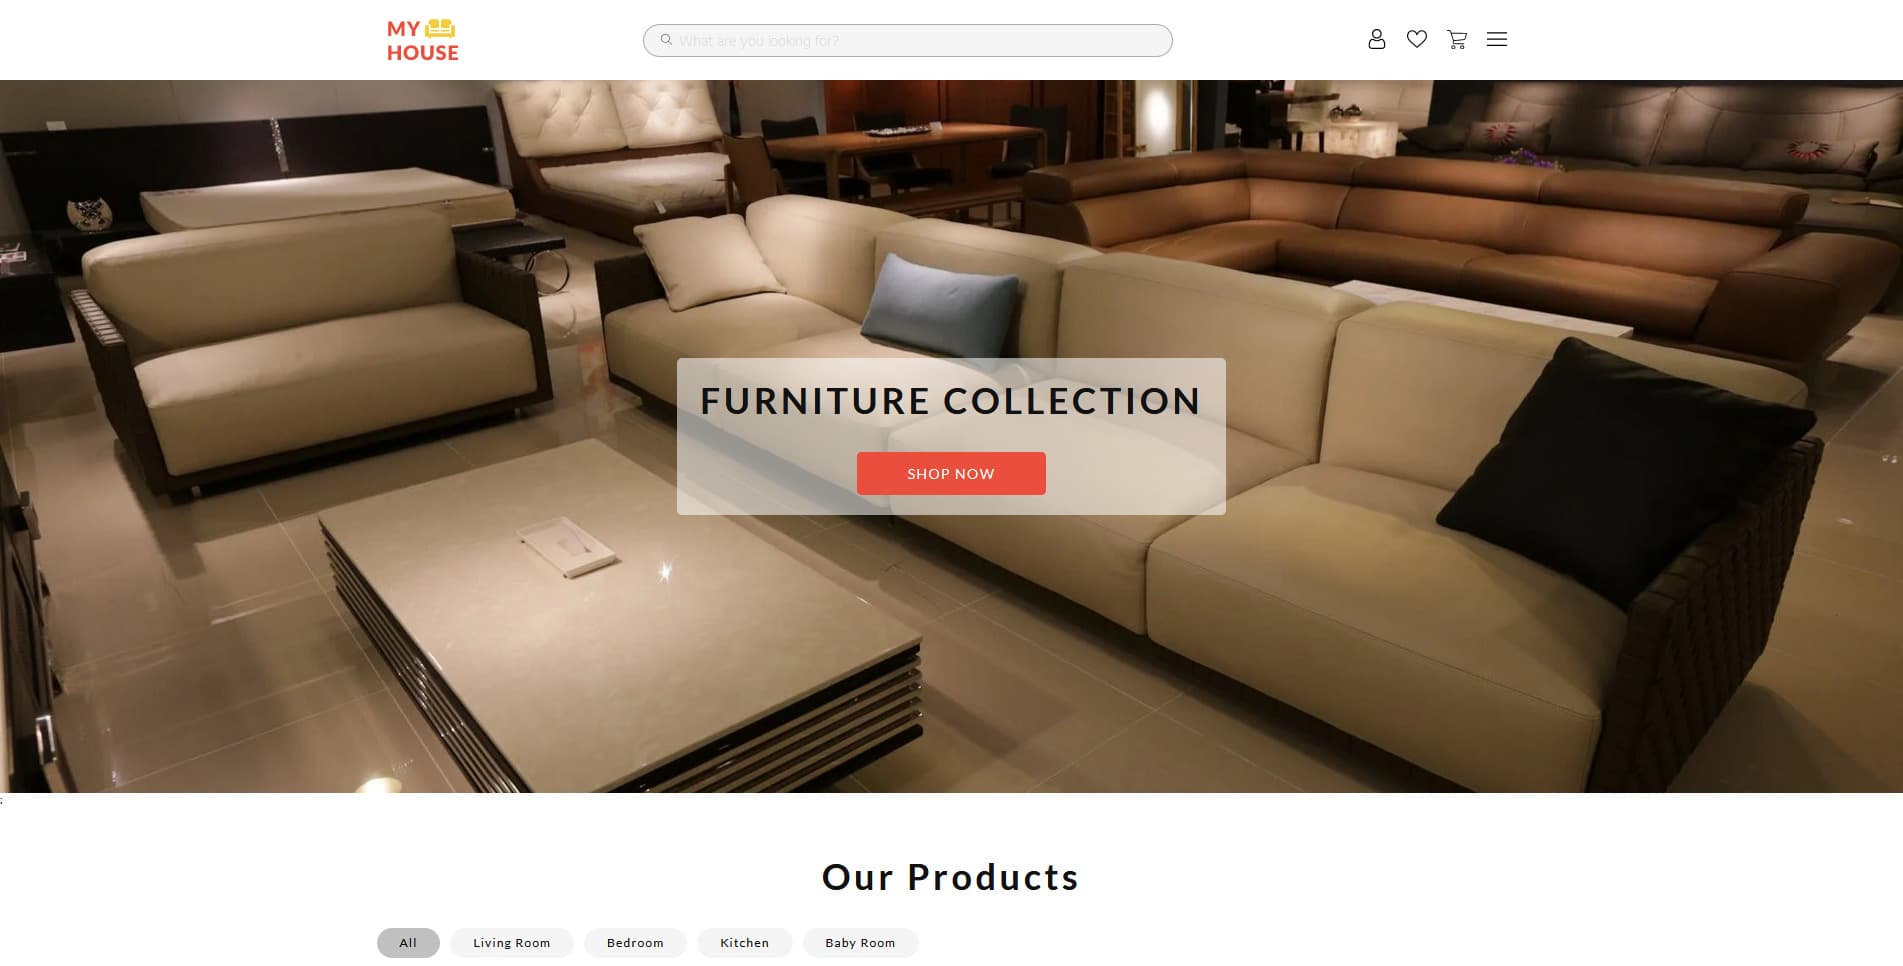 MY
HOUSE
What are you looking for?
FURNITURE COLLECTION
SHOP NOW
;
Our Products
All
Living Room
Bedroom
Kitchen
Baby Room